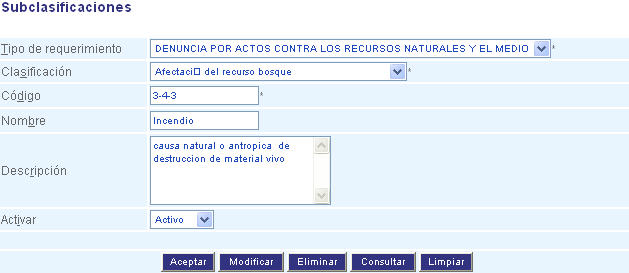 Subclasificaciones
Tipo de requerimiento DENUNCIA POR ACTOS CONTRA LOS RECURSOS NATURALES Y EL MEDIO *
Clasificación Afectaci□ del recurso bosque *
Código 3-4-3 *
Nombre Incendio
Descripción causa natural o antropica de
destruccion de material vivo
Activar Activo
Aceptar Modificar Eliminar Consultar Limpiar